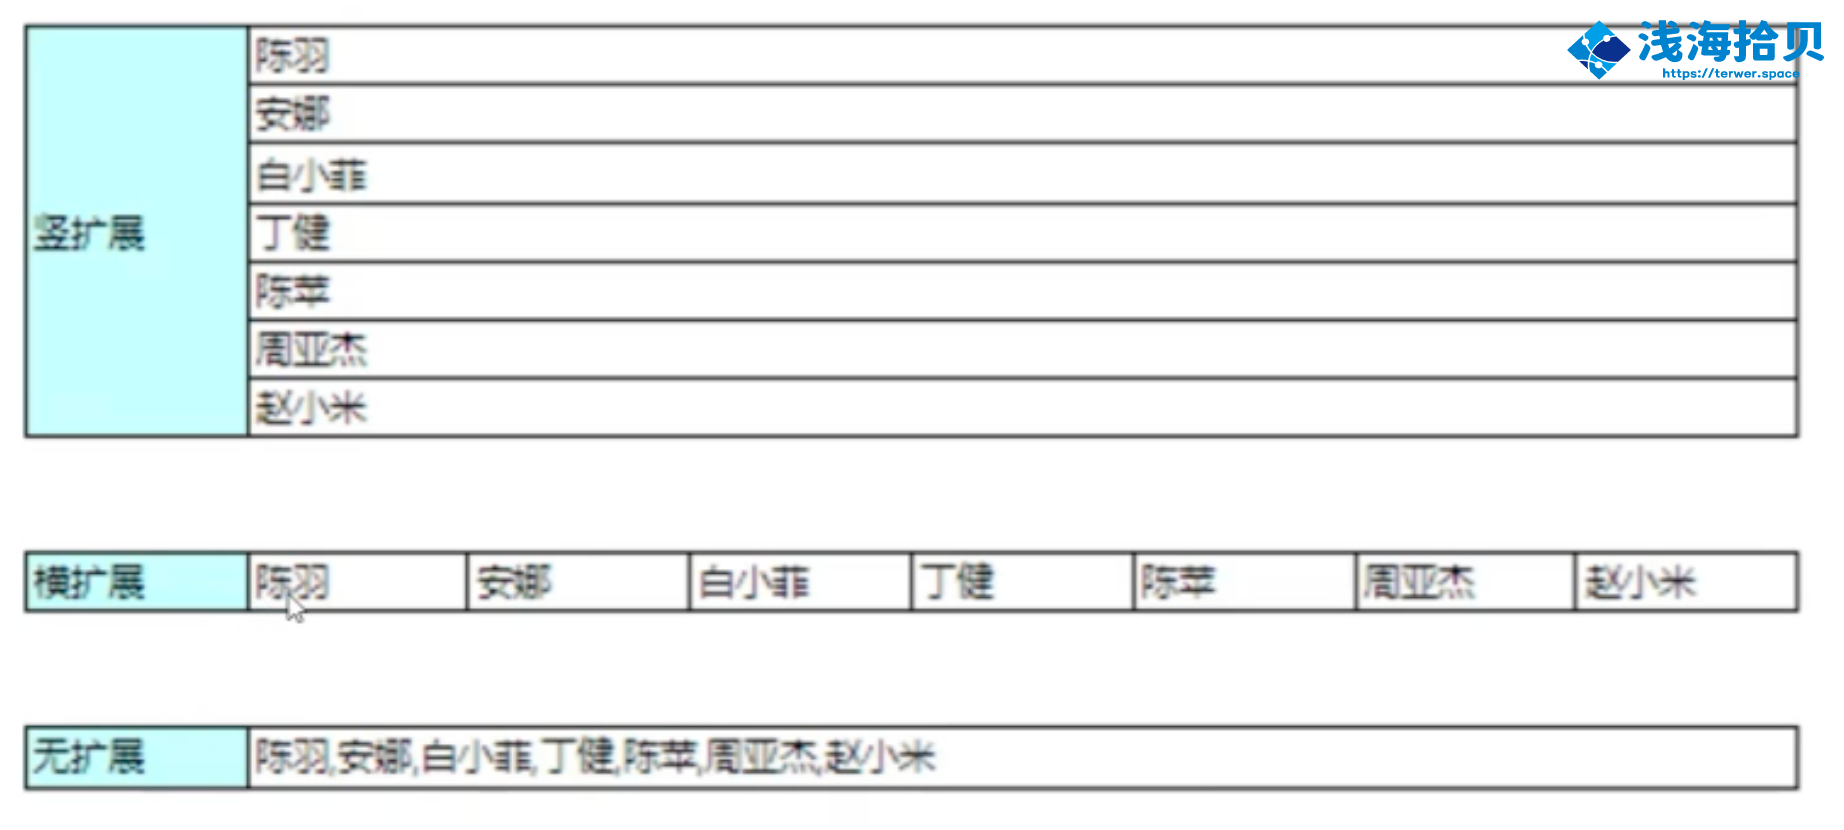 浅海拾贝
https://terwer.space
陈羽
安娜
白小菲
竖扩展 丁健
陈苹
周亚杰
赵小米
横扩展 陈羽 安娜 白小菲 丁健 陈苹 周亚杰 赵小米
无扩展 陈羽,安娜,白小菲,丁健,陈苹,周亚杰,赵小米